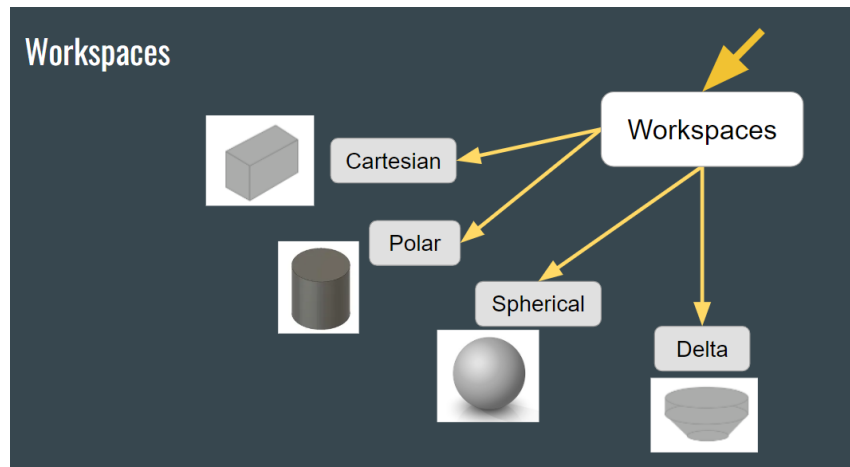 Workspaces
Workspaces
Cartesian
Polar
Spherical
Delta